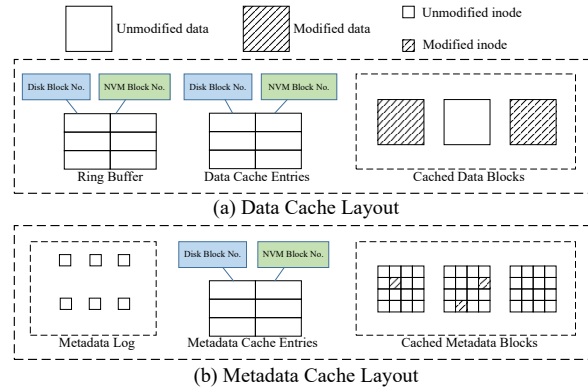 Unmodified data
Modified data
Unmodified inode
Modified inode
Disk Block No.
NVM Block No.
Disk Block No.
NVM Block No.
Ring Buffer
Data Cache Entries
Cached Data Blocks
(a) Data Cache Layout
Disk Block No.
NVM Block No.
Metadata Log
Metadata Cache Entries
Cached Metadata Blocks
(b) Metadata Cache Layout